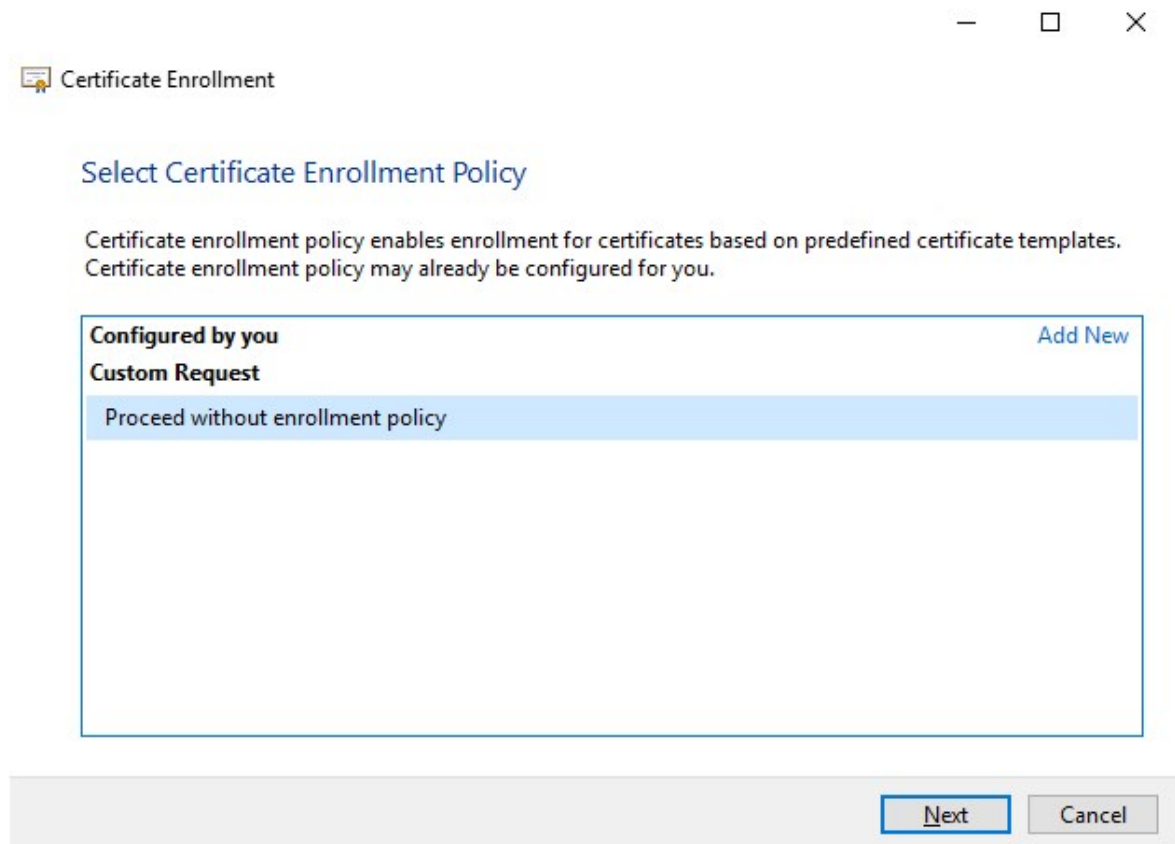 Certificate Enrollment
Select Certificate Enrollment Policy
Certificate enrollment policy enables enrollment for certificates based on predefined certificate templates.
Certificate enrollment policy may already be configured for you.
Configured by you Add New
Custom Request
Proceed without enrollment policy
Next Cancel